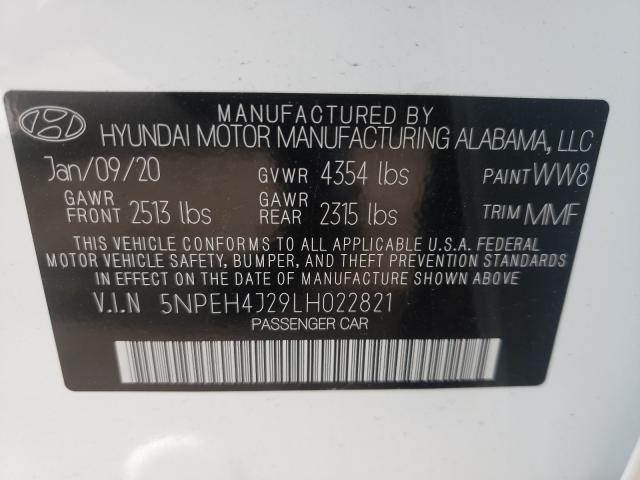 MANUFACTURED BY
HYUNDAI MOTOR MANUFACTURING ALABAMA, LLC
Jan/09/20 GVWR 4354 lbs PAINT WW8
GAWR FRONT 2513 lbs GAWR REAR 2315 lbs TRIM MMF
THIS VEHICLE CONFORMS TO ALL APPLICABLE U.S.A. FEDERAL
MOTOR VEHICLE SAFETY, BUMPER, AND THEFT PREVENTION STANDARDS
IN EFFECT ON THE DATE OF MANUFACTURE SHOWN ABOVE.
V.I.N 5NPEH4J29LH022821
PASSENGER CAR